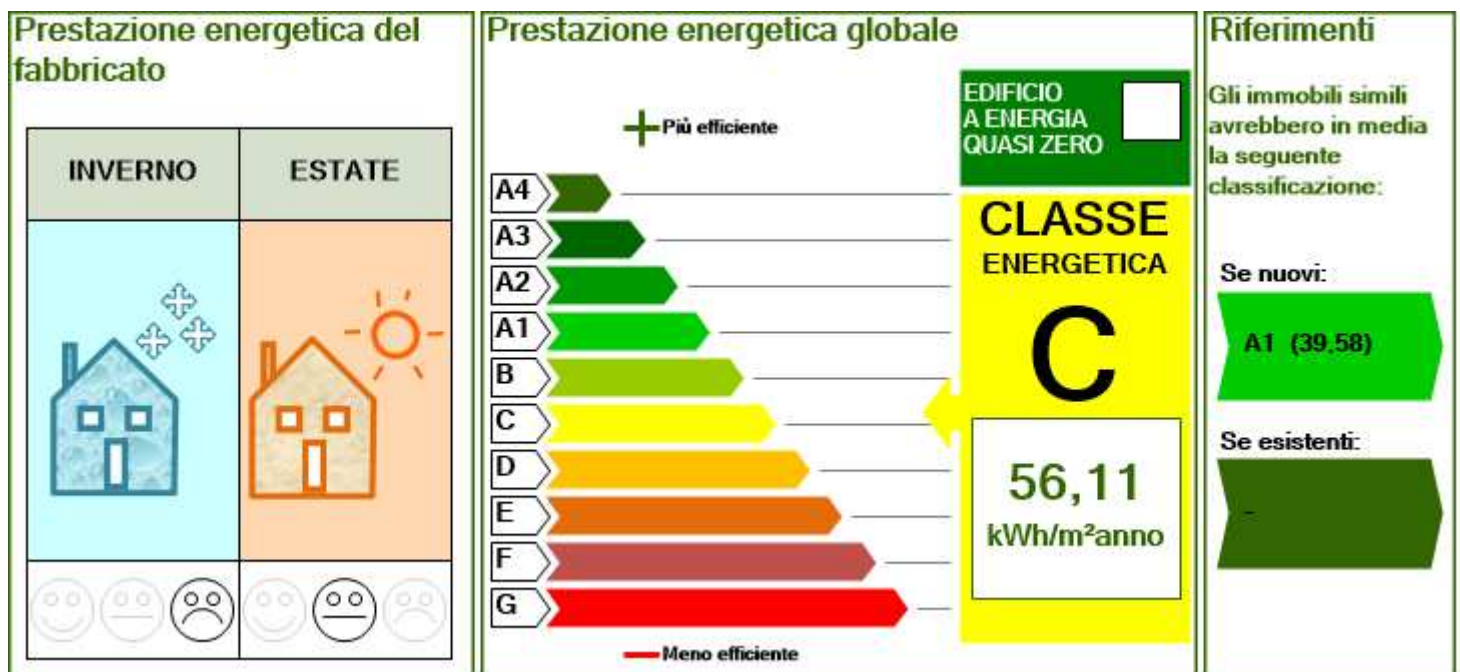 Prestazione energetica del
fabbricato
INVERNO
ESTATE
Prestazione energetica globale
Più efficiente
A4
A3
A2
A1
B
C
D
E
F
G
Meno efficiente
EDIFICIO
A ENERGIA
QUASI ZERO
CLASSE
ENERGETICA
C
56,11
kWh/m²anno
Riferimenti
Gli immobili simili
avrebbero in media
la seguente
classificazione:
Se nuovi:
A1 (39,58)
Se esistenti:
-